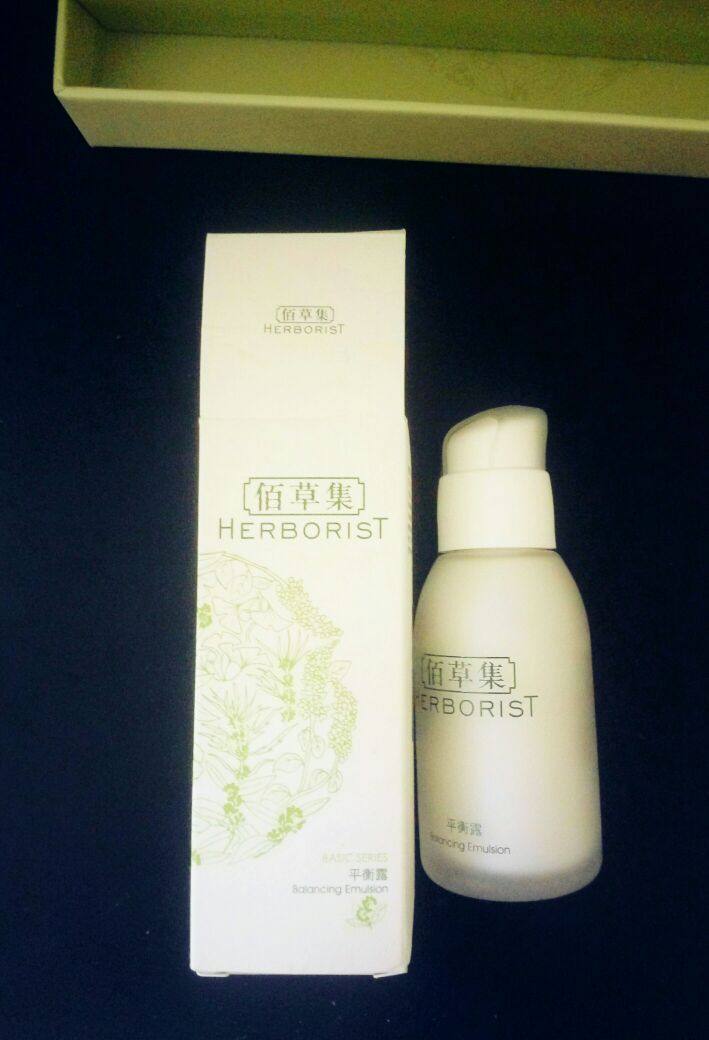 佰草集
HERBORIST
佰草集
HERBORIST
BASIC SERIES
平衡露
Balancing Emulsion
佰草集
HERBORIST
平衡露
Balancing Emulsion